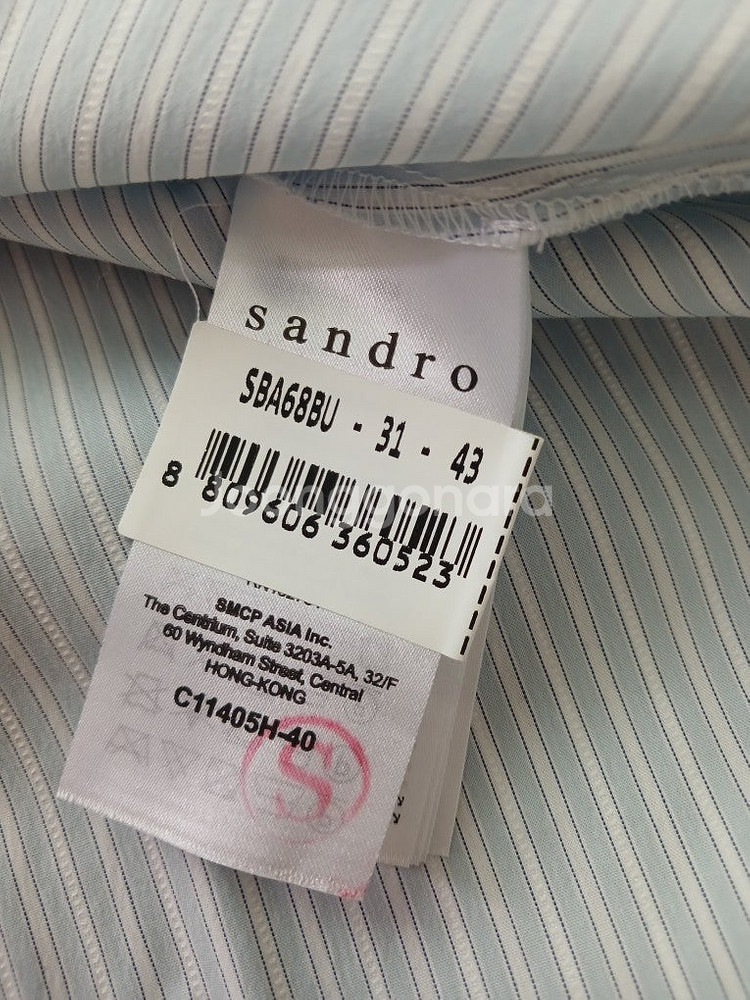 sandro
SBA68BU - 31 - 43
joonggonara
8 809606 360523
SMCP ASIA Inc.
The Centrium, Suite 3203A-5A, 32/F
60 Wyndham Street, Central
HONG-KONG
C11405H-40
S